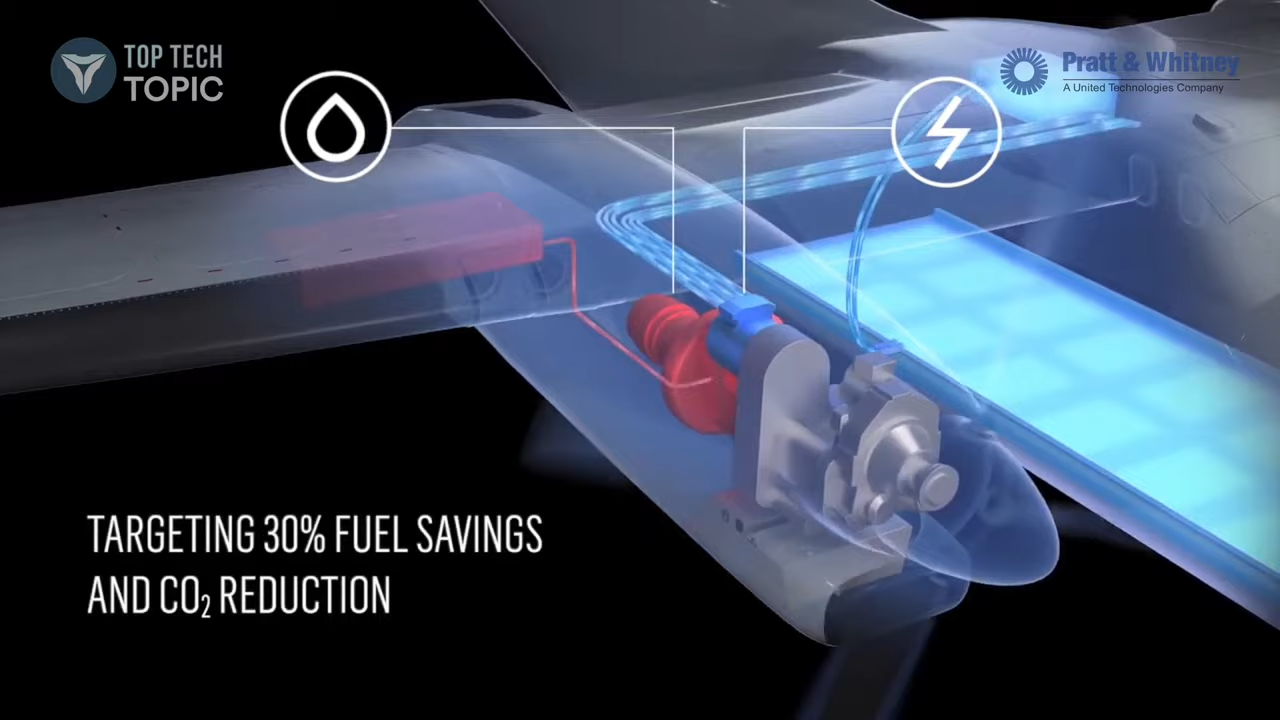 TOP TECH
TOPIC
Pratt & Whitney
A United Technologies Company
TARGETING 30% FUEL SAVINGS
AND CO₂ REDUCTION